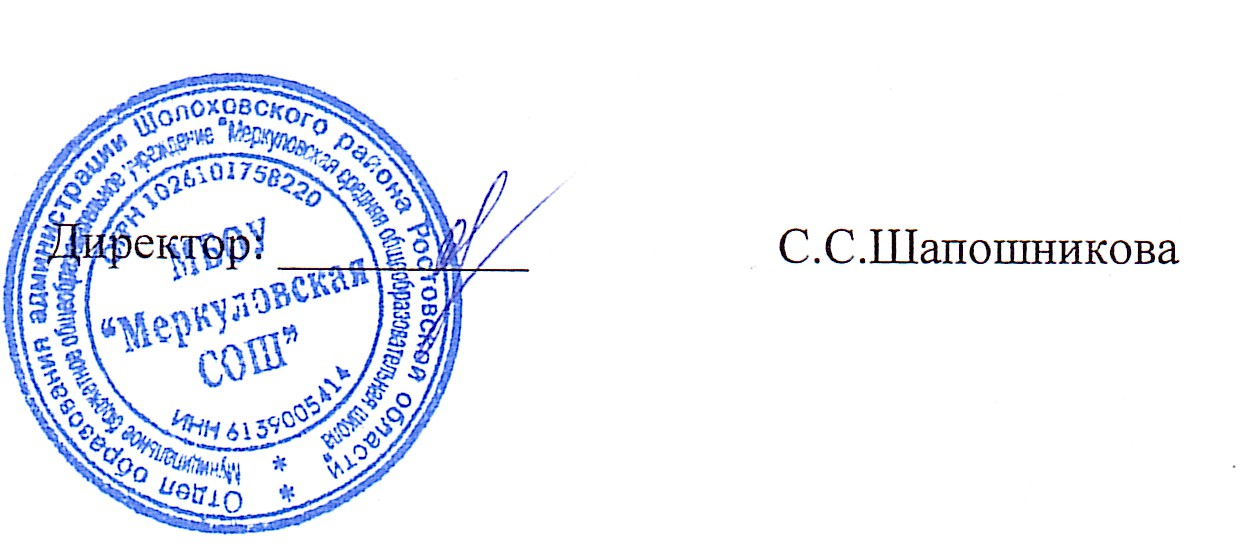 Отдел образования администрации Шолоховского района Ростовской области
Муниципальное бюджетное общеобразовательное учреждение "Меркуловская средняя общеобразовательная школа"
ОГРН 1026101758220
МБОУ
“Меркуловская
СОШ”
ИНН 6139005414
Директор: С.С.Шапошникова